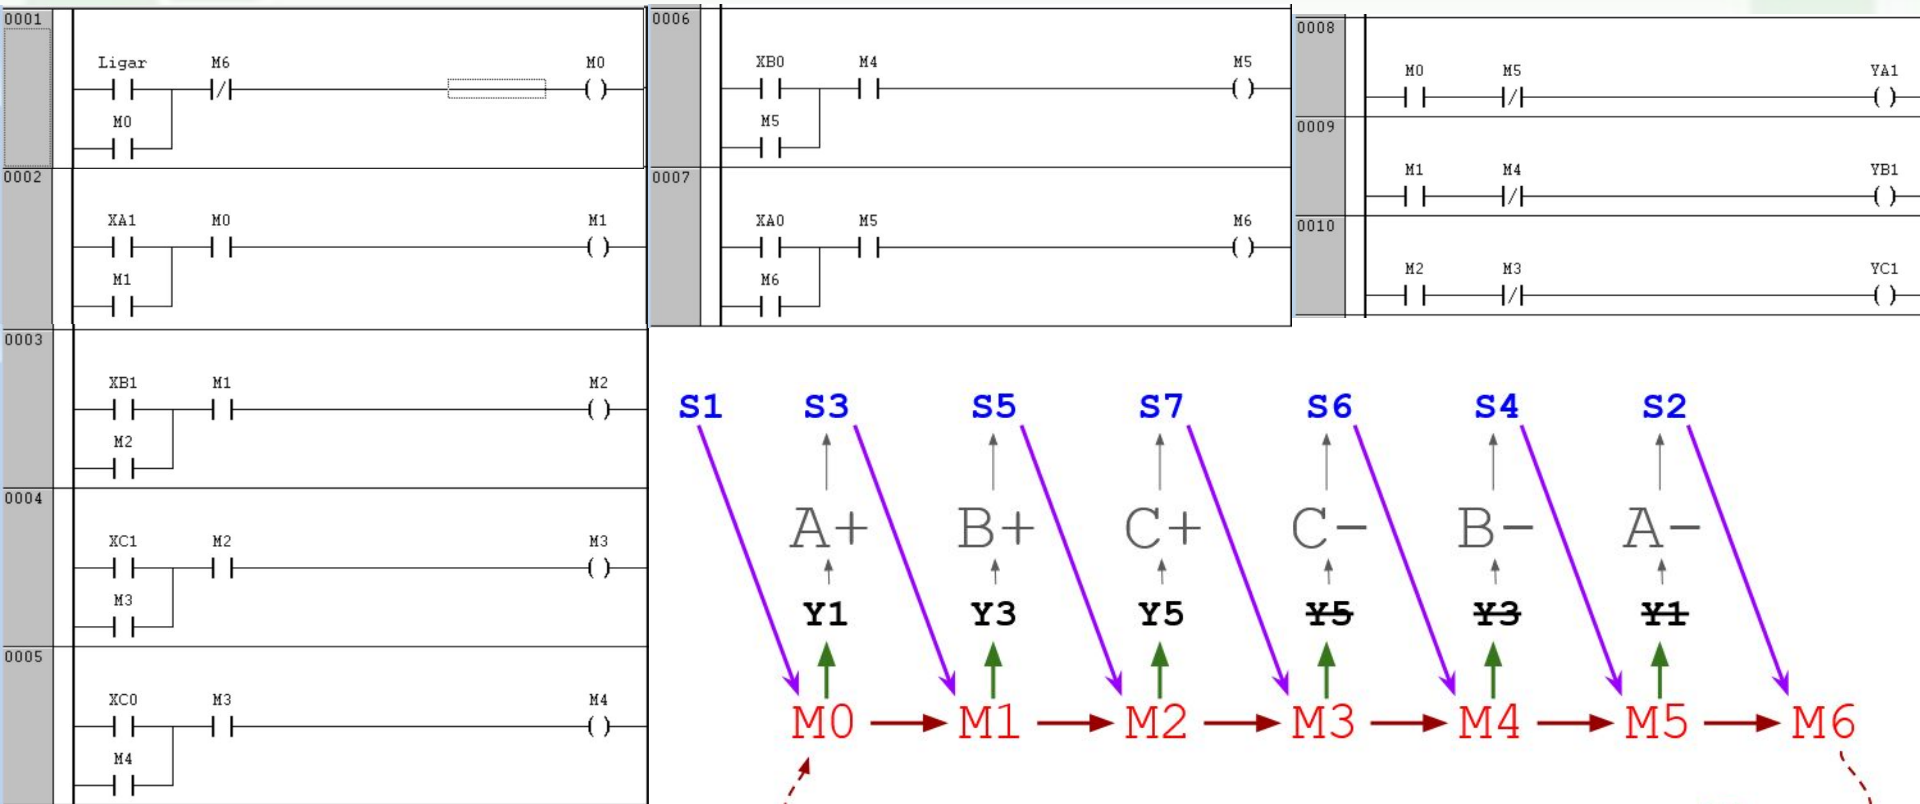 0001
Ligar M6 M0
M0
0002
XA1 M0 M1
M1
0003
XB1 M1 M2
M2
0004
XC1 M2 M3
M3
0005
XC0 M3 M4
M4
0006
XB0 M4 M5
M5
0007
XA0 M5 M6
M6
0008
M0 M5 YA1
0009
M1 M4 YB1
0010
M2 M3 YC1
S1 S3 S5 S7 S6 S4 S2
A+ B+ C+ C- B- A-
Y1 Y3 Y5 Y5 Y3 Y1
M0 M1 M2 M3 M4 M5 M6